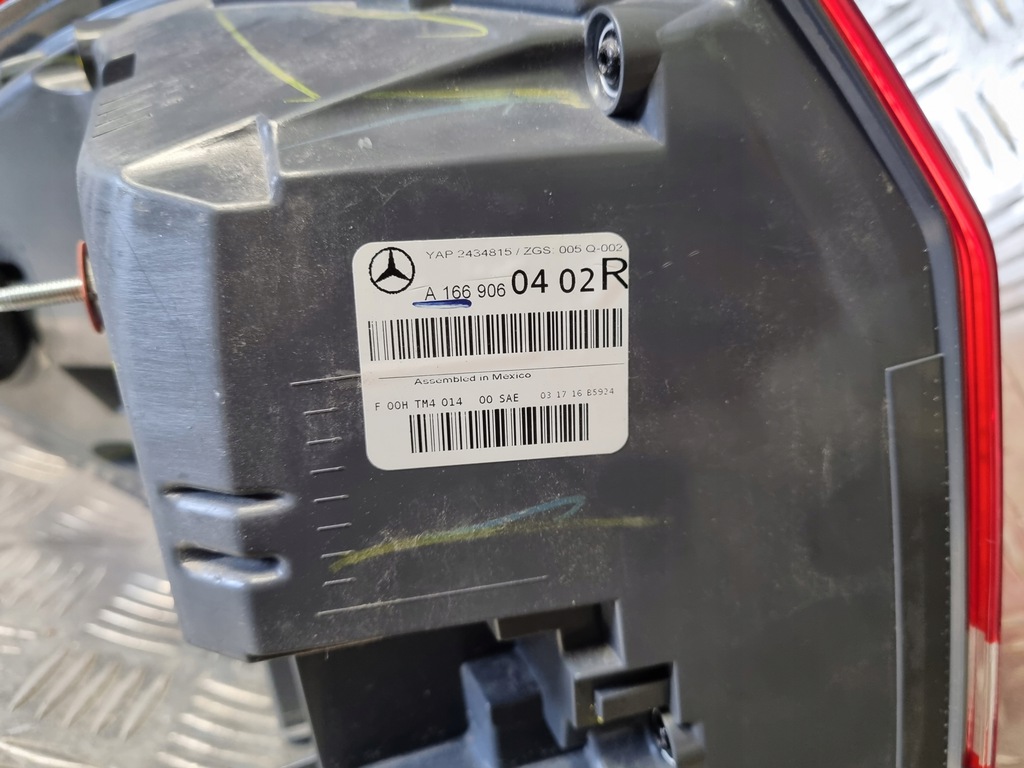 YAP 2434815 / ZGS: 005 Q-002
A 166 906 04 02 R
Assembled in Mexico
F 00H TM4 014 00 SAE 03 17 16 B5924